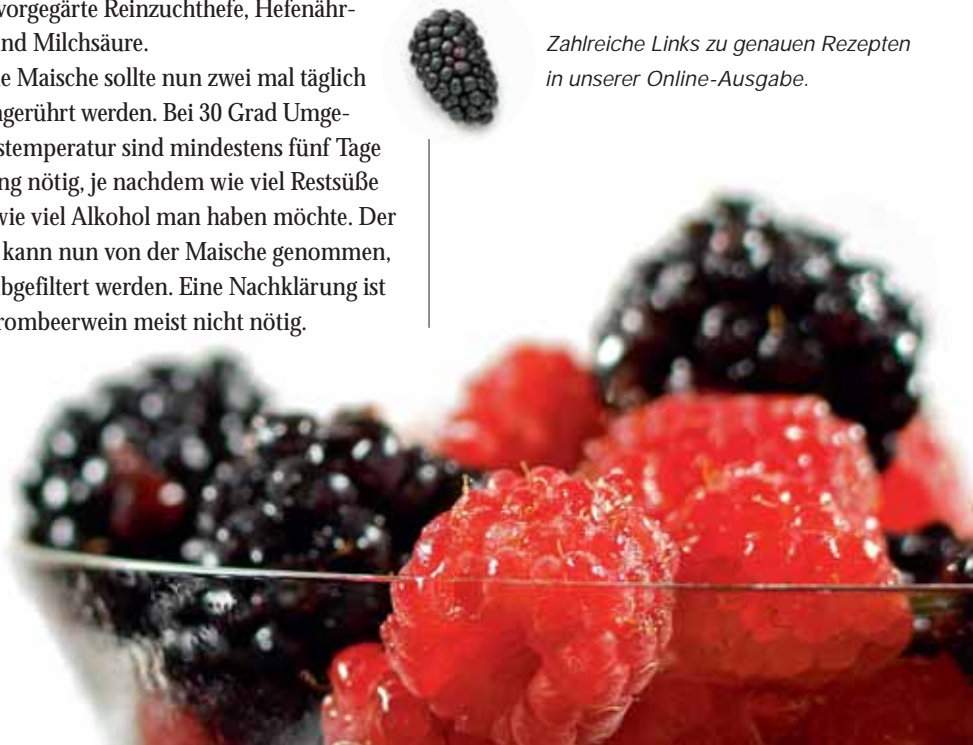 vorgegärte Reinzuchthefe, Hefenähr-
nd Milchsäure.
e Maische sollte nun zwei mal täglich
gerührt werden. Bei 30 Grad Umge-
stemperatur sind mindestens fünf Tage
ng nötig, je nachdem wie viel Restsüße
wie viel Alkohol man haben möchte. Der
kann nun von der Maische genommen,
bgefiltert werden. Eine Nachklärung ist
rombeerwein meist nicht nötig.
Zahlreiche Links zu genauen Rezepten
in unserer Online-Ausgabe.